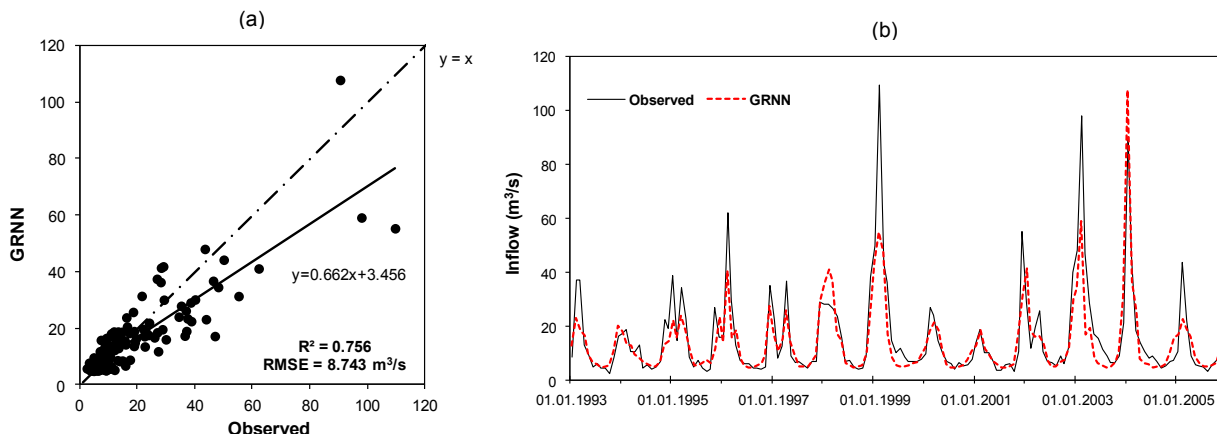 (a)
120
100
80
60
40
20
0
GRNN
y = x
y=0.662x+3.456
R² = 0.756
RMSE = 8.743 m³/s
0 20 40 60 80 100 120
Observed
(b)
120
100
80
60
40
20
0
Inflow (m³/s)
Observed GRNN
01.01.1993 01.01.1995 01.01.1997 01.01.1999 01.01.2001 01.01.2003 01.01.2005